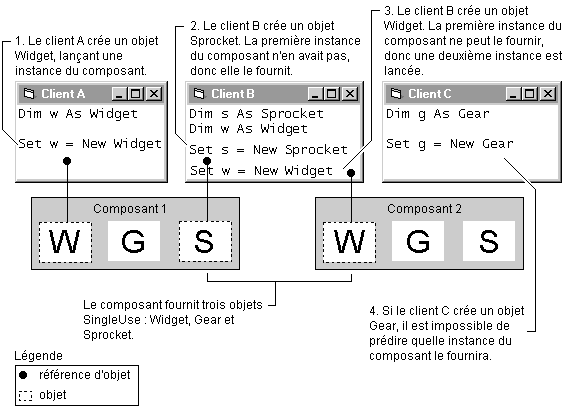 1. Le client A crée un objet
Widget, lançant une
instance du composant.
2. Le client B crée un objet
Sprocket. La première instance
du composant n'en avait pas,
donc elle le fournit.
3. Le client B crée un objet
Widget. La première instance du
composant ne peut le fournir,
donc une deuxième instance est
lancée.
Client A
Dim w As Widget
Set w = New Widget
Client B
Dim s As Sprocket
Dim w As Widget
Set s = New Sprocket
Set w = New Widget
Client C
Dim g As Gear
Set g = New Gear
Composant 1
W G S
Composant 2
W G S
Le composant fournit trois objets
SingleUse : Widget, Gear et
Sprocket.
4. Si le client C crée un objet
Gear, il est impossible de
prédire quelle instance du
composant le fournira.
Légende
référence d'objet
objet